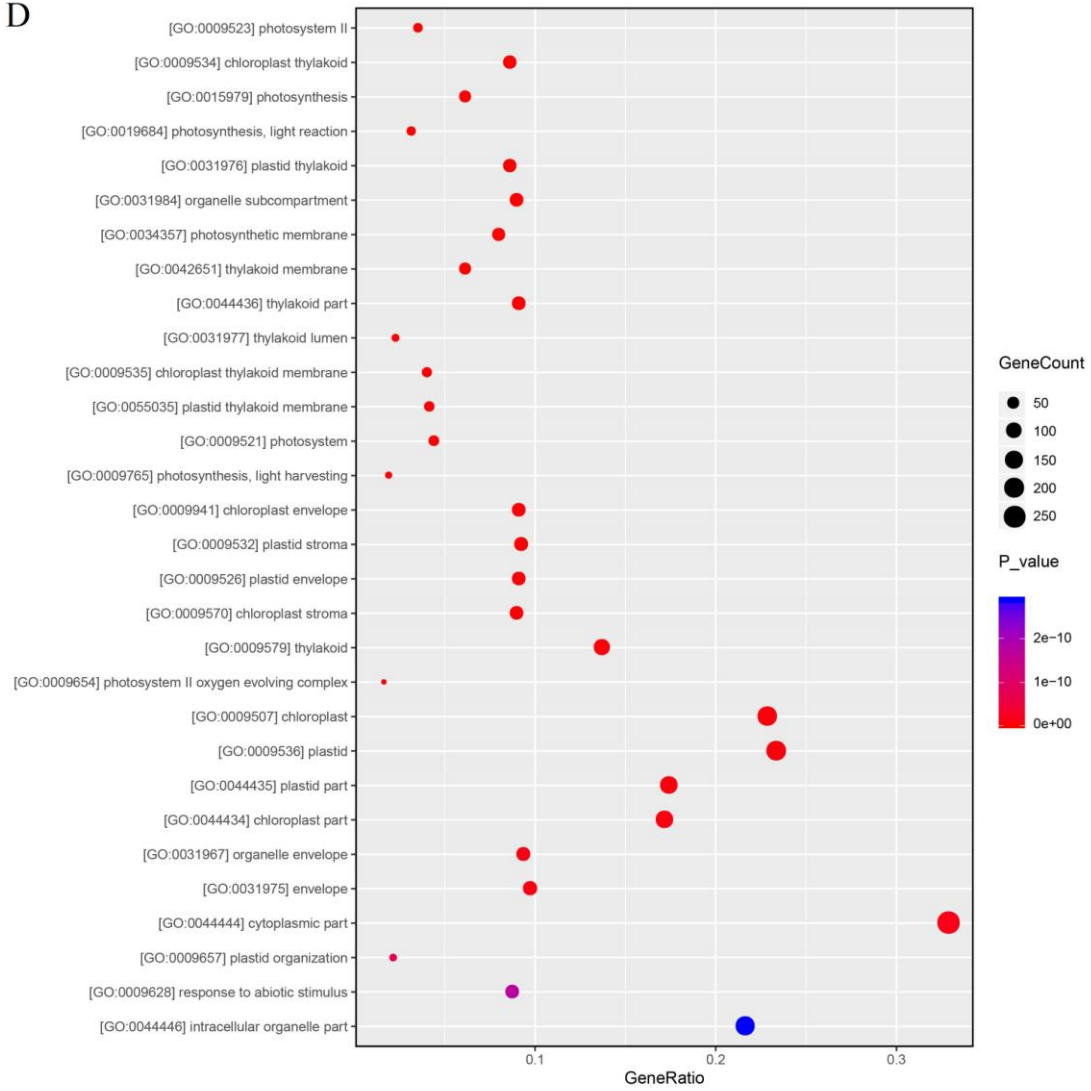 D
[GO:0009523] photosystem II
[GO:0009534] chloroplast thylakoid
[GO:0015979] photosynthesis
[GO:0019684] photosynthesis, light reaction
[GO:0031976] plastid thylakoid
[GO:0031984] organelle subcompartment
[GO:0034357] photosynthetic membrane
[GO:0042651] thylakoid membrane
[GO:0044436] thylakoid part
[GO:0031977] thylakoid lumen
[GO:0009535] chloroplast thylakoid membrane
[GO:0055035] plastid thylakoid membrane
[GO:0009521] photosystem
[GO:0009765] photosynthesis, light harvesting
[GO:0009941] chloroplast envelope
[GO:0009532] plastid stroma
[GO:0009526] plastid envelope
[GO:0009570] chloroplast stroma
[GO:0009579] thylakoid
[GO:0009654] photosystem II oxygen evolving complex
[GO:0009507] chloroplast
[GO:0009536] plastid
[GO:0044435] plastid part
[GO:0044434] chloroplast part
[GO:0031967] organelle envelope
[GO:0031975] envelope
[GO:0044444] cytoplasmic part
[GO:0009657] plastid organization
[GO:0009628] response to abiotic stimulus
[GO:0044446] intracellular organelle part
0.1 0.2 0.3
GeneRatio
GeneCount
50
100
150
200
250
P_value
2e−10
1e−10
0e+00